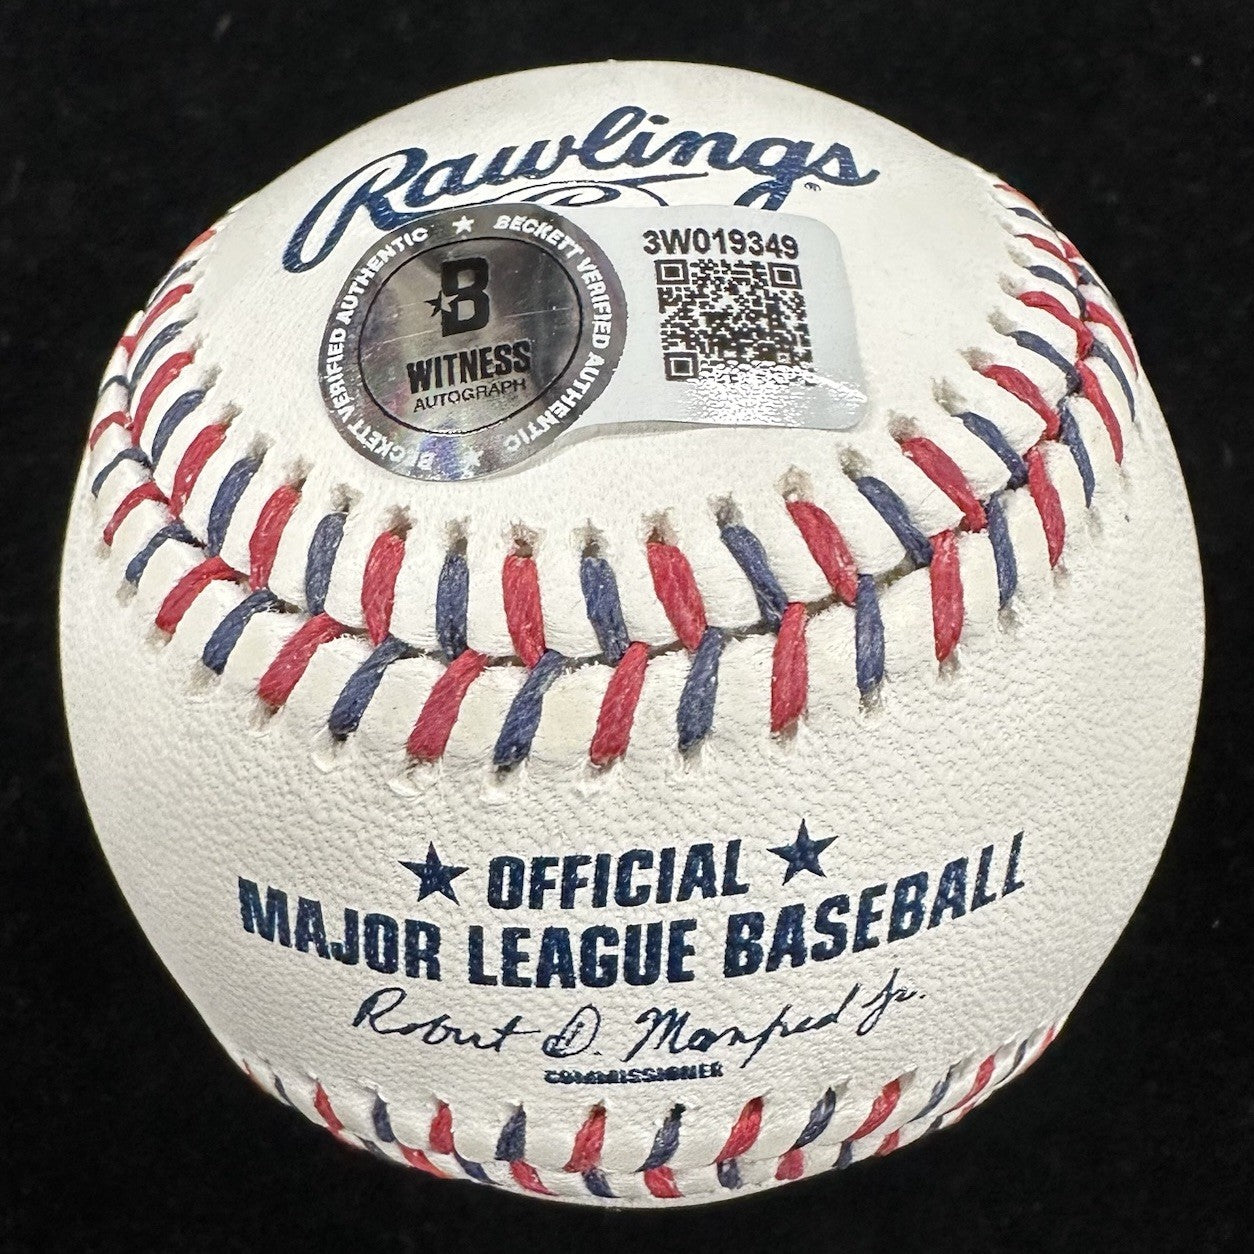 Rawlings®
BECKETT VERIFIED AUTHENTIC ★ BECKETT VERIFIED AUTHENTIC
B
WITNESS
AUTOGRAPH
3W019349
★ OFFICIAL ★
MAJOR LEAGUE BASEBALL
Robert D. Manfred Jr.
COMMISSIONER